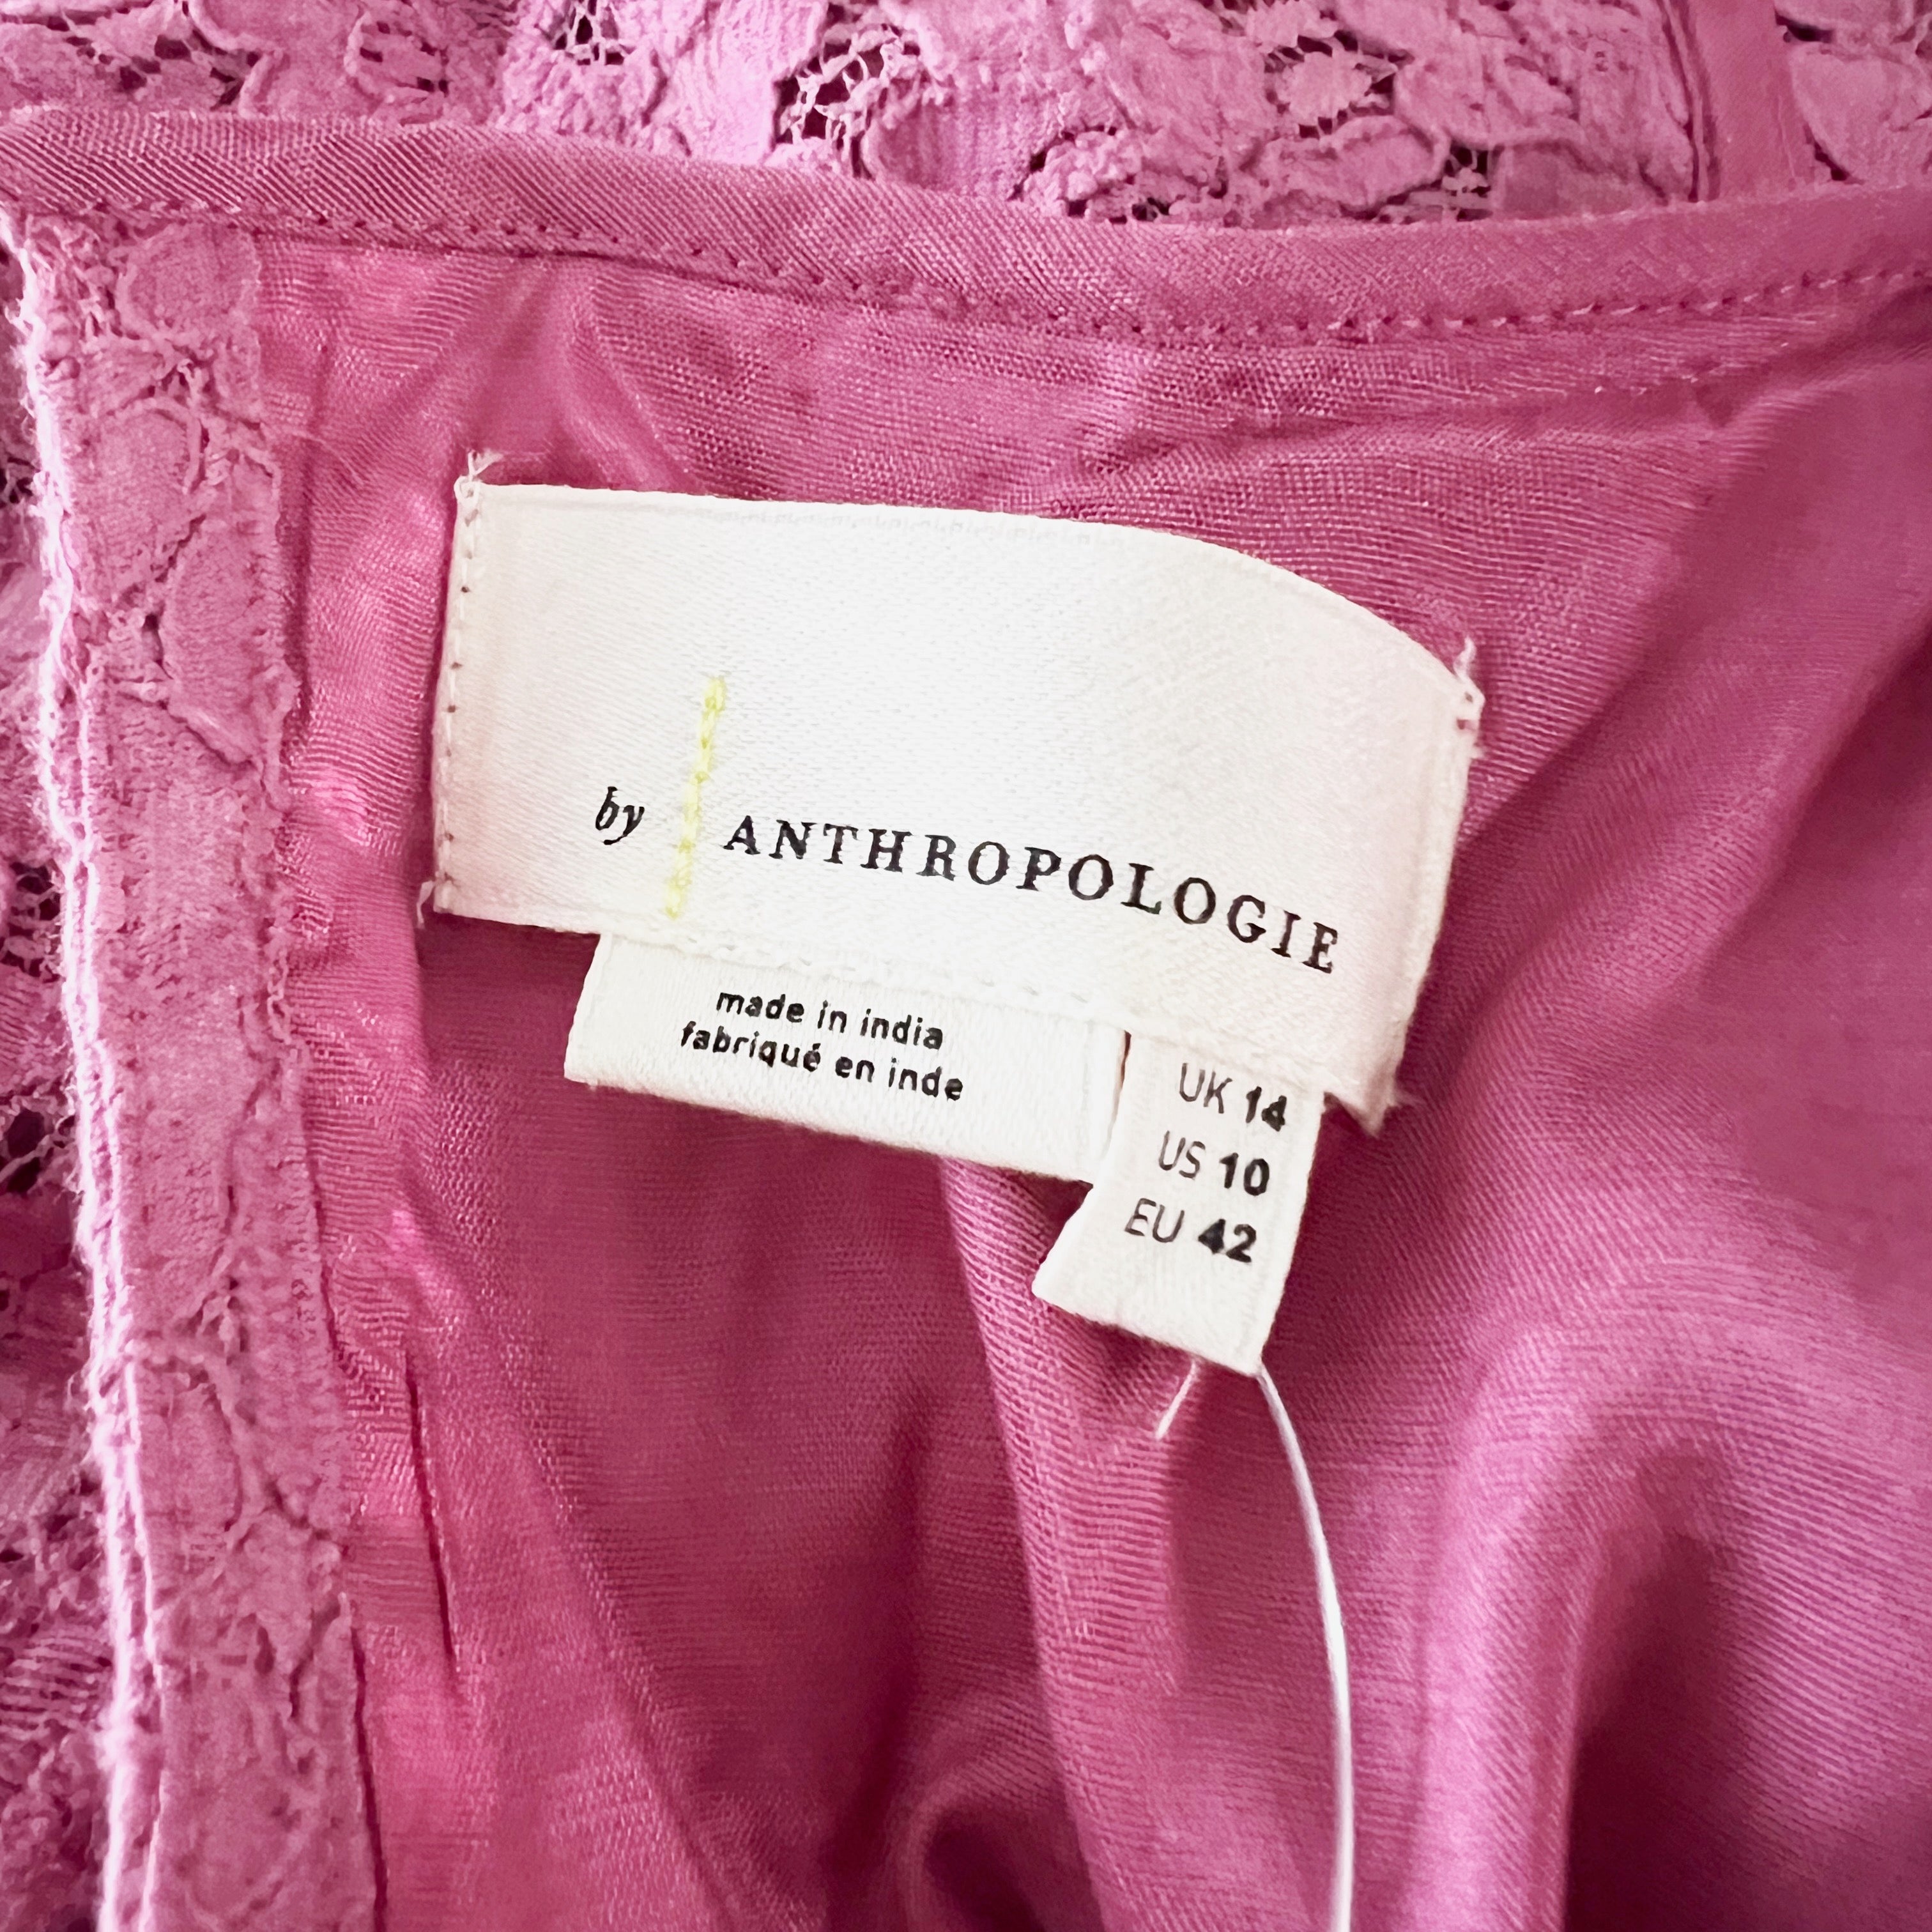 by ANTHROPOLOGIE
made in india
fabriqué en inde
UK 14
US 10
EU 42